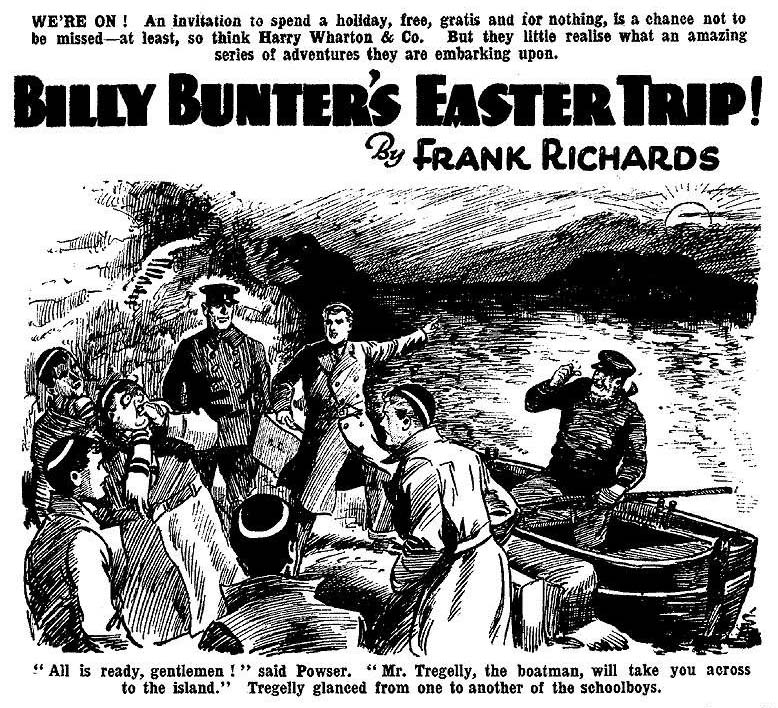 WE'RE ON ! An invitation to spend a holiday, free, gratis and for nothing, is a chance not to
be missed—at least, so think Harry Wharton & Co. But they little realise what an amazing
series of adventures they are embarking upon.
BILLY BUNTER'S EASTER TRIP!
By FRANK RICHARDS
“ All is ready, gentlemen ! ” said Powser. “ Mr. Tregelly, the boatman, will take you across
to the island.” Tregelly glanced from one to another of the schoolboys.